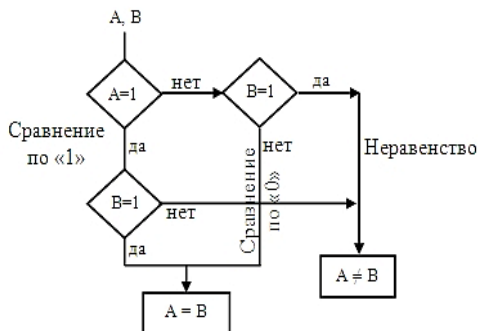 А, В
А=1
нет
В=1
да
Сравнение
по «1»
да
нет
Неравенство
Сравнение
по «0»
В=1
нет
да
А ≠ В
А = В